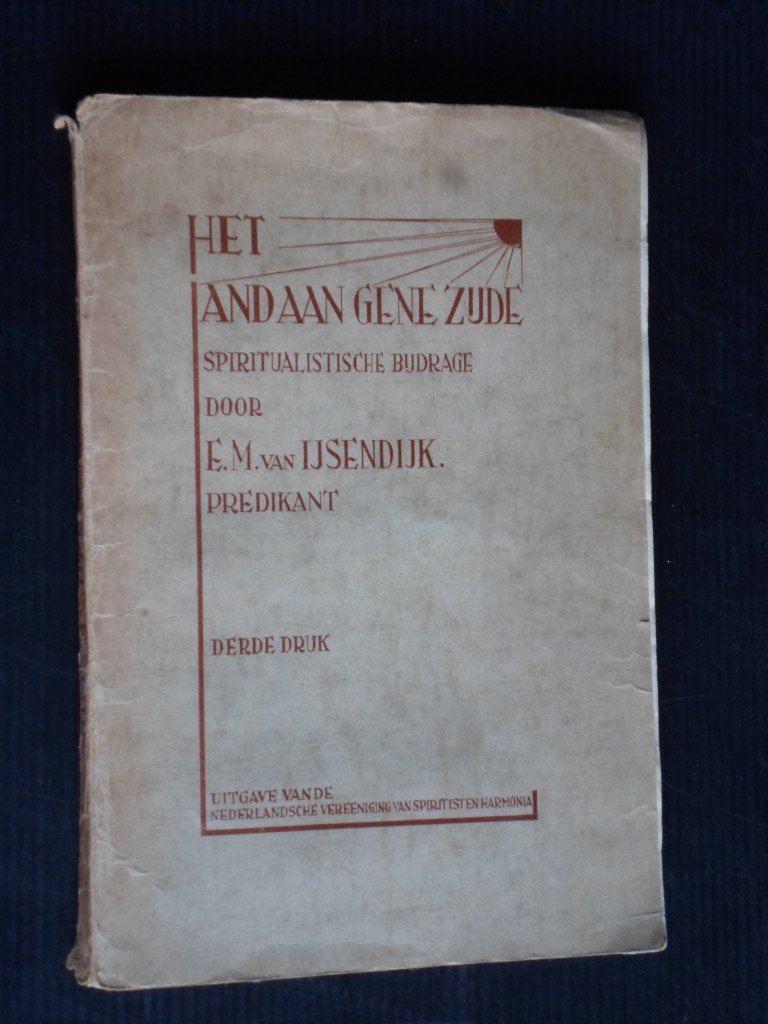 HET
LAND AAN GENE ZIJDE
SPIRITUALISTISCHE BIJDRAGE
DOOR
E.M. VAN IJSENDIJK.
PREDIKANT
DERDE DRUK
UITGAVE VAN DE
NEDERLANDSCHE VEREENIGING VAN SPIRITISTEN HARMONIA